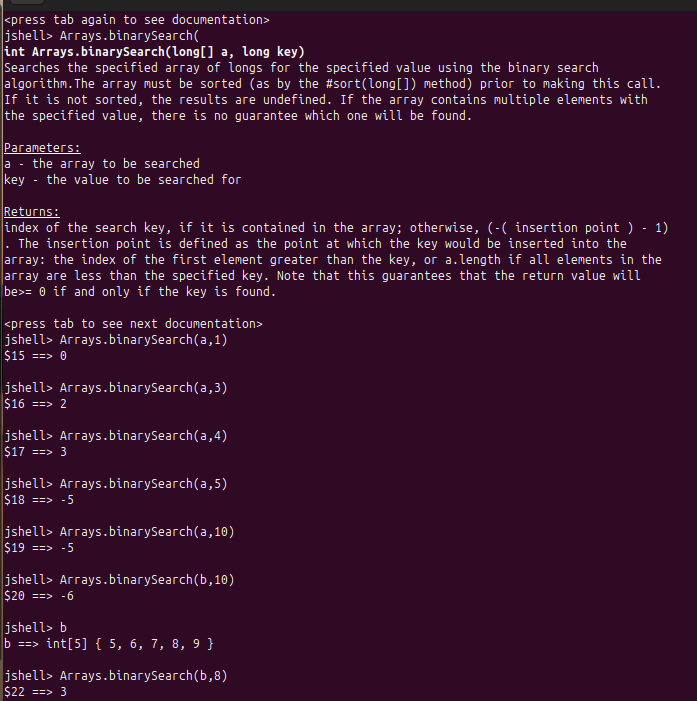 <press tab again to see documentation>
jshell> Arrays.binarySearch(
int Arrays.binarySearch(long[] a, long key)
Searches the specified array of longs for the specified value using the binary search
algorithm.The array must be sorted (as by the #sort(long[]) method) prior to making this call.
If it is not sorted, the results are undefined. If the array contains multiple elements with
the specified value, there is no guarantee which one will be found.
Parameters:
a - the array to be searched
key - the value to be searched for
Returns:
index of the search key, if it is contained in the array; otherwise, (-( insertion point ) - 1)
. The insertion point is defined as the point at which the key would be inserted into the
array: the index of the first element greater than the key, or a.length if all elements in the
array are less than the specified key. Note that this guarantees that the return value will
be>= 0 if and only if the key is found.
<press tab to see next documentation>
jshell> Arrays.binarySearch(a,1)
$15 ==> 0
jshell> Arrays.binarySearch(a,3)
$16 ==> 2
jshell> Arrays.binarySearch(a,4)
$17 ==> 3
jshell> Arrays.binarySearch(a,5)
$18 ==> -5
jshell> Arrays.binarySearch(a,10)
$19 ==> -5
jshell> Arrays.binarySearch(b,10)
$20 ==> -6
jshell> b
b ==> int[5] { 5, 6, 7, 8, 9 }
jshell> Arrays.binarySearch(b,8)
$22 ==> 3